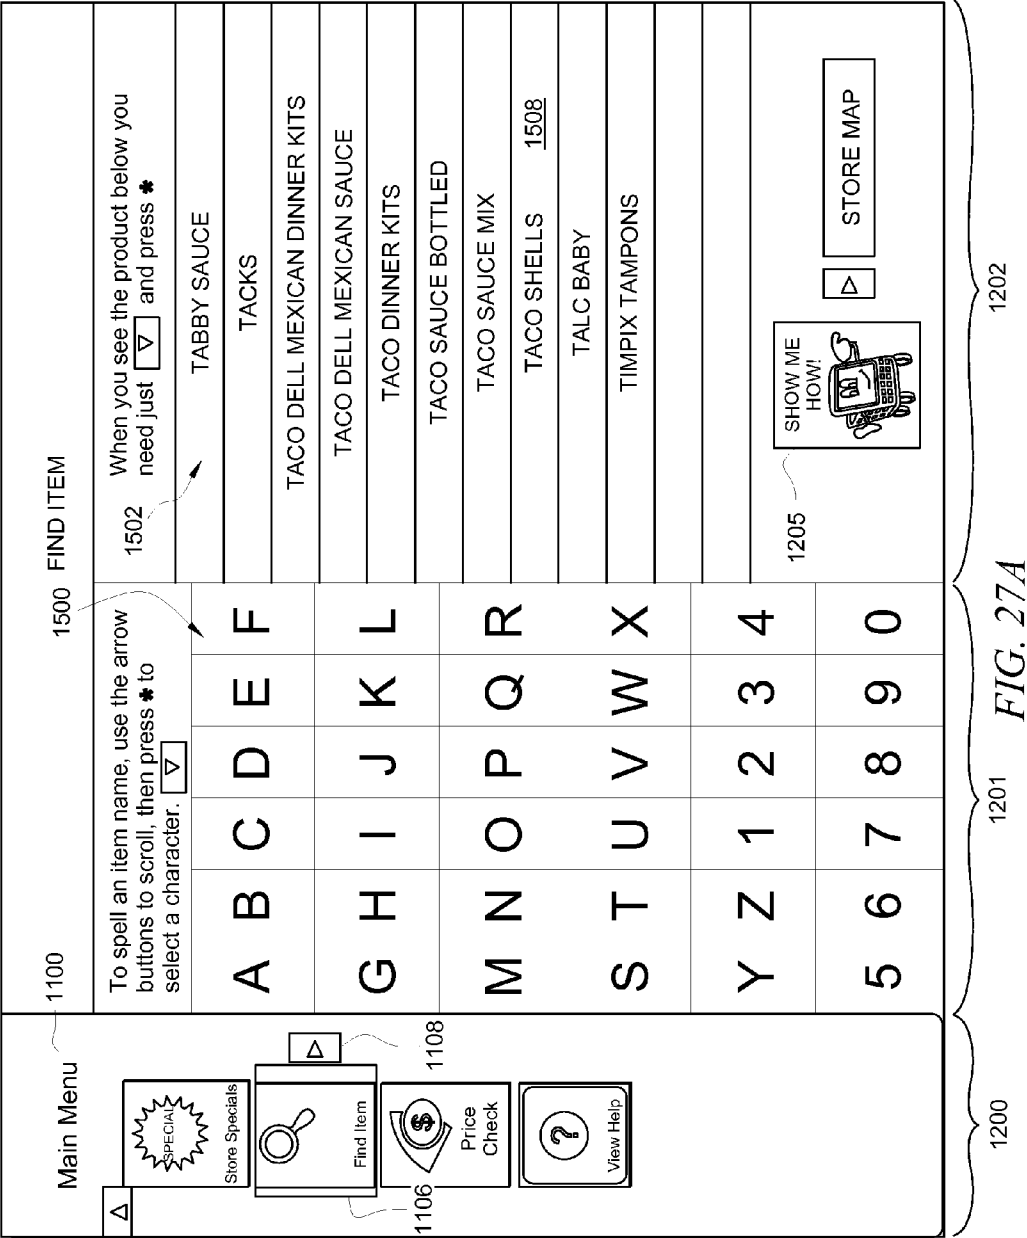 1100
Main Menu
SPECIAL
Store Specials
Find Item
Price
Check
?
View Help
1106
1108
1500 FIND ITEM
To spell an item name, use the arrow
buttons to scroll, then press ✱ to
select a character.
A B C D E F
G H I J K L
M N O P Q R
S T U V W X
Y Z 1 2 3 4
5 6 7 8 9 0
1502
When you see the product below you
need just and press ✱
TABBY SAUCE
TACKS
TACO DELL MEXICAN DINNER KITS
TACO DELL MEXICAN SAUCE
TACO DINNER KITS
TACO SAUCE BOTTLED
TACO SAUCE MIX
TACO SHELLS 1508
TALC BABY
TIMPIX TAMPONS
SHOW ME
HOW!
1205
STORE MAP
1200 1201 1202
FIG. 27A